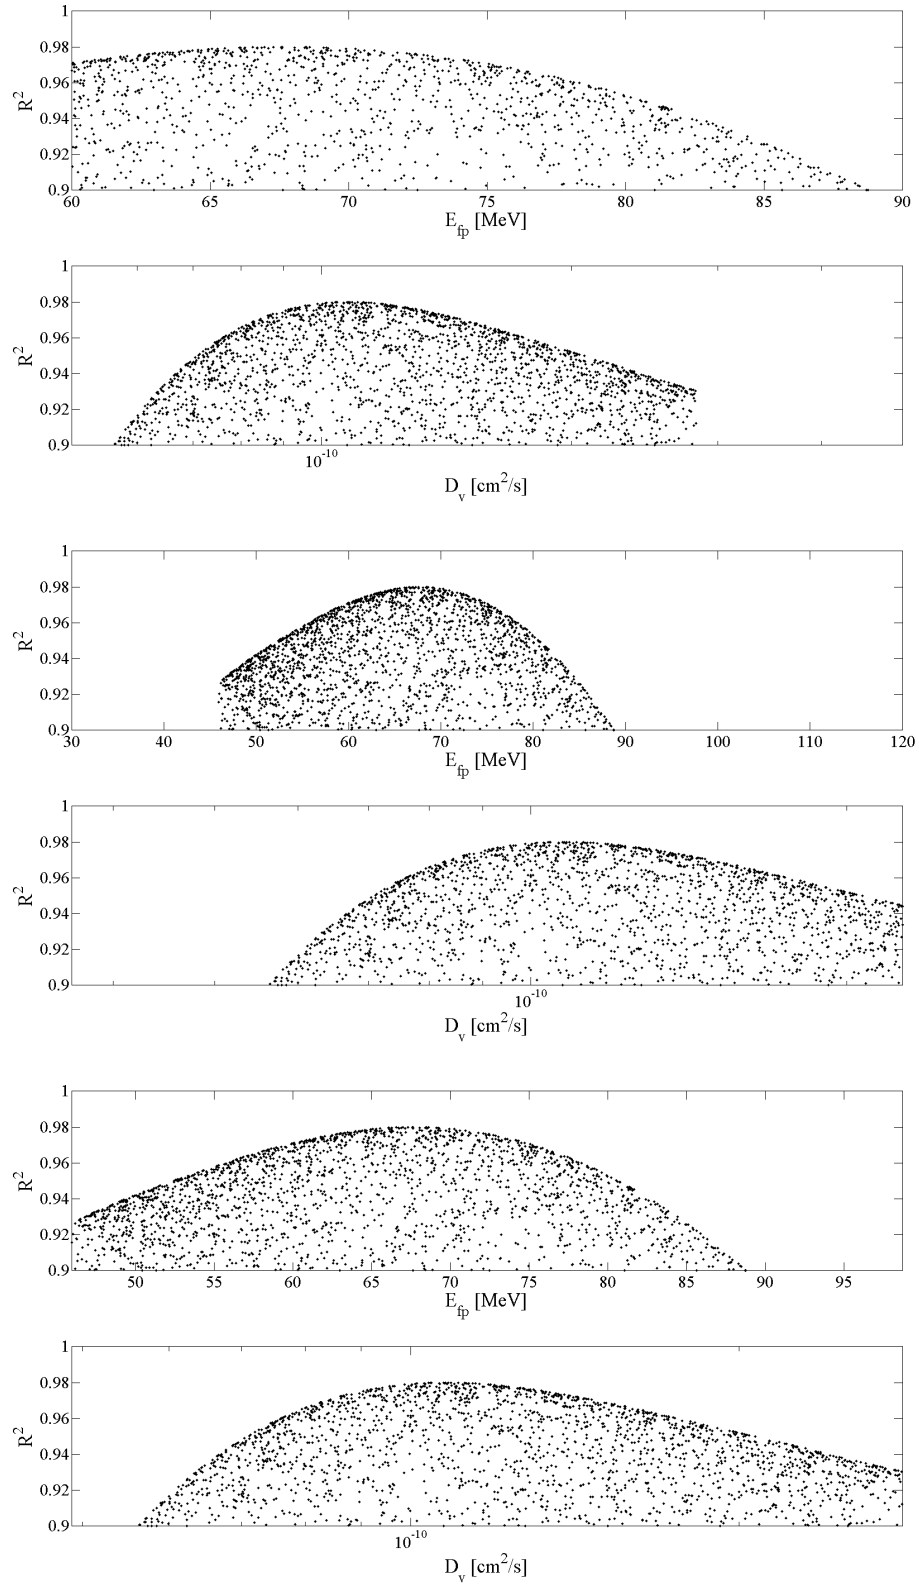 1
0.98
0.96
0.94
0.92
0.9
R²
60 65 70 75 80 85 90
E_fp [MeV]
1
0.98
0.96
0.94
0.92
0.9
R²
10⁻¹⁰
D_v [cm²/s]
1
0.98
0.96
0.94
0.92
0.9
R²
30 40 50 60 70 80 90 100 110 120
E_fp [MeV]
1
0.98
0.96
0.94
0.92
0.9
R²
10⁻¹⁰
D_v [cm²/s]
1
0.98
0.96
0.94
0.92
0.9
R²
50 55 60 65 70 75 80 85 90 95
E_fp [MeV]
1
0.98
0.96
0.94
0.92
0.9
R²
10⁻¹⁰
D_v [cm²/s]